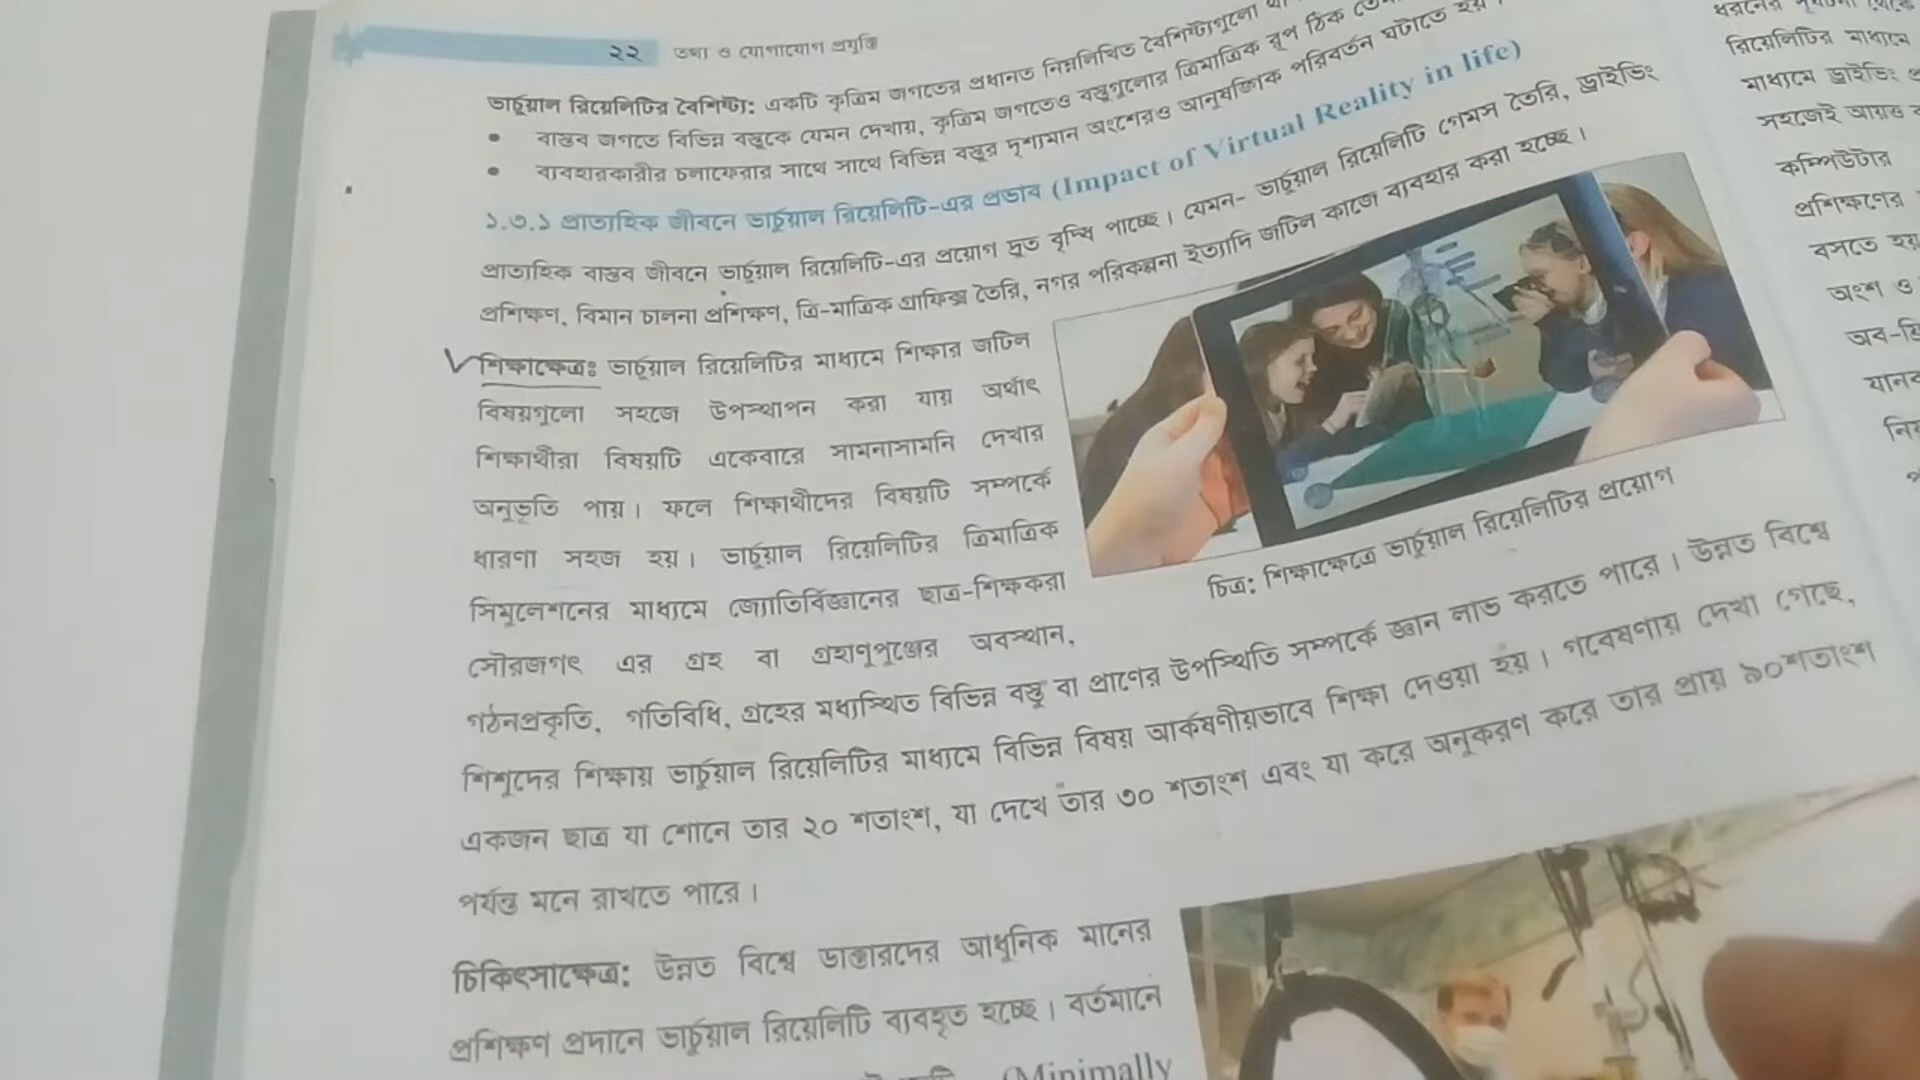 ২২ তথ্য ও যোগাযোগ প্রযুক্তি
ভার্চুয়াল রিয়েলিটির বৈশিষ্ট্য: একটি কৃত্রিম জগতের প্রধানত নিম্নলিখিত বৈশিষ্ট্যগুলো
• বাস্তব জগতে বিভিন্ন বস্তুকে যেমন দেখায়, কৃত্রিম জগতেও বস্তুগুলোর ত্রিমাত্রিক রূপ ঠিক
• ব্যবহারকারীর চলাফেরার সাথে সাথে বিভিন্ন বস্তুর দৃশ্যমান অংশেরও আনুষঙ্গিক পরিবর্তন ঘটাতে হয়।
১.৩.১ প্রাত্যহিক জীবনে ভার্চুয়াল রিয়েলিটি-এর প্রভাব (Impact of Virtual Reality in life)
প্রাত্যহিক বাস্তব জীবনে ভার্চুয়াল রিয়েলিটি-এর প্রয়োগ দ্রুত বৃদ্ধি পাচ্ছে। যেমন- ভার্চুয়াল রিয়েলিটি গেমস তৈরি, ড্রাইভিং
প্রশিক্ষণ, বিমান চালনা প্রশিক্ষণ, ত্রি-মাত্রিক গ্রাফিক্স তৈরি, নগর পরিকল্পনা ইত্যাদি জটিল কাজে ব্যবহার করা হচ্ছে।
শিক্ষাক্ষেত্রঃ ভার্চুয়াল রিয়েলিটির মাধ্যমে শিক্ষার জটিল
বিষয়গুলো সহজে উপস্থাপন করা যায় অর্থাৎ
শিক্ষার্থীরা বিষয়টি একেবারে সামনাসামনি দেখার
অনুভূতি পায়। ফলে শিক্ষার্থীদের বিষয়টি সম্পর্কে
ধারণা সহজ হয়। ভার্চুয়াল রিয়েলিটির ত্রিমাত্রিক
সিমুলেশনের মাধ্যমে জ্যোতির্বিজ্ঞানের ছাত্র-শিক্ষকরা
সৌরজগৎ এর গ্রহ বা গ্রহাণুপুঞ্জের অবস্থান,
চিত্র: শিক্ষাক্ষেত্রে ভার্চুয়াল রিয়েলিটির প্রয়োগ
গঠনপ্রকৃতি, গতিবিধি, গ্রহের মধ্যস্থিত বিভিন্ন বস্তু বা প্রাণের উপস্থিতি সম্পর্কে জ্ঞান লাভ করতে পারে। উন্নত বিশ্বে
শিশুদের শিক্ষায় ভার্চুয়াল রিয়েলিটির মাধ্যমে বিভিন্ন বিষয় আর্কষণীয়ভাবে শিক্ষা দেওয়া হয়। গবেষণায় দেখা গেছে,
একজন ছাত্র যা শোনে তার ২০ শতাংশ, যা দেখে তার ৩০ শতাংশ এবং যা করে অনুকরণ করে তার প্রায় ৯০শতাংশ
পর্যন্ত মনে রাখতে পারে।
চিকিৎসাক্ষেত্র: উন্নত বিশ্বে ডাক্তারদের আধুনিক মানের
প্রশিক্ষণ প্রদানে ভার্চুয়াল রিয়েলিটি ব্যবহৃত হচ্ছে। বর্তমানে
(Minimally
রিয়েলিটির মাধ্যমে
মাধ্যমে ড্রাইভিং
সহজেই আয়ত্ত
কম্পিউটার
প্রশিক্ষণের
বসতে হয়
অংশ ও